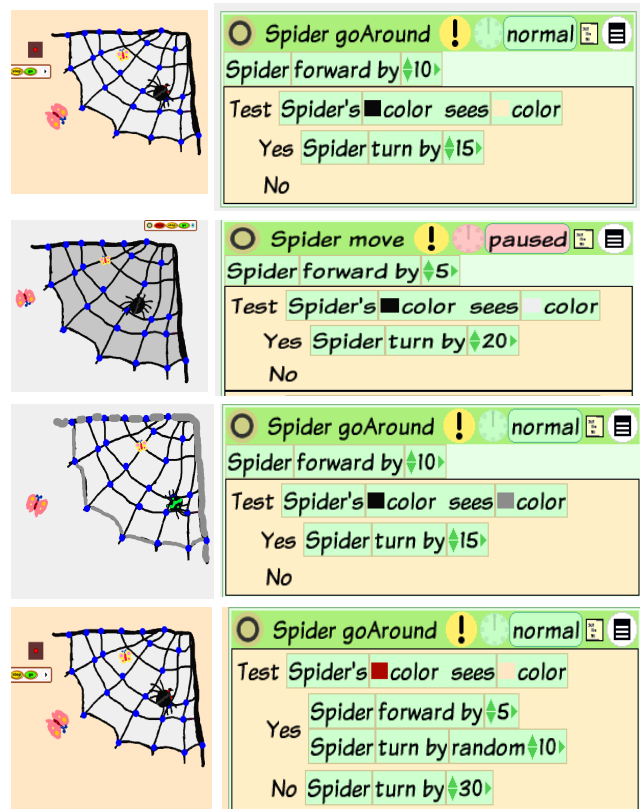 Spider goAround ! normal
Spider forward by 10
Test Spider's color sees color
Yes Spider turn by 15
No
Spider move ! paused
Spider forward by 5
Test Spider's color sees color
Yes Spider turn by 20
No
Spider goAround ! normal
Spider forward by 10
Test Spider's color sees color
Yes Spider turn by 15
No
Spider goAround ! normal
Test Spider's color sees color
Yes Spider forward by 5
Spider turn by random 10
No Spider turn by 30